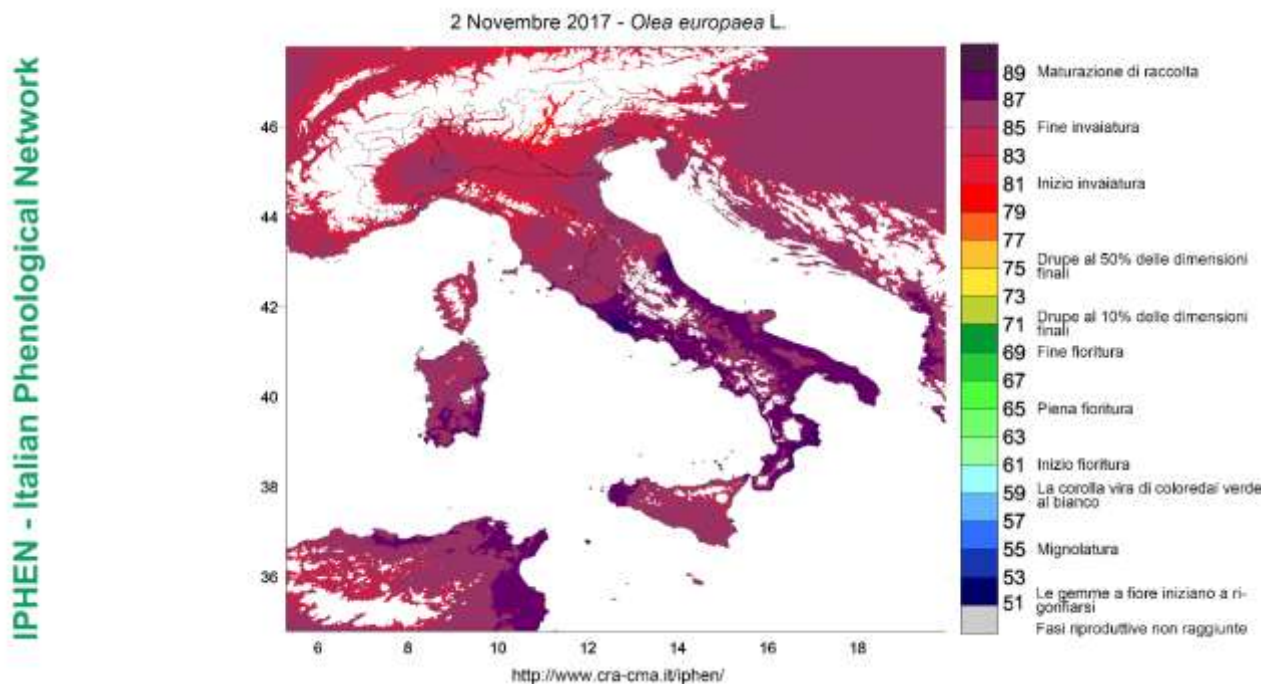 IPHEN - Italian Phenological Network
2 Novembre 2017 - Olea europaea L.
46
44
42
40
38
36
6
8
10
12
14
16
18
http://www.cra-cma.it/iphen/
89
Maturazione di raccolta
87
85
Fine invaiatura
83
81
Inizio invaiatura
79
77
Drupe al 50% delle dimensioni
finali
75
73
Drupe al 10% delle dimensioni
finali
71
69
Fine fioritura
67
65
Piena fioritura
63
61
Inizio fioritura
59
La corolla vira di coloredai verde
al bianco
57
55
Mignolatura
53
Le gemme a fiore iniziano a ri-
gonfiarsi
51
Fasi riproduttive non raggiunte